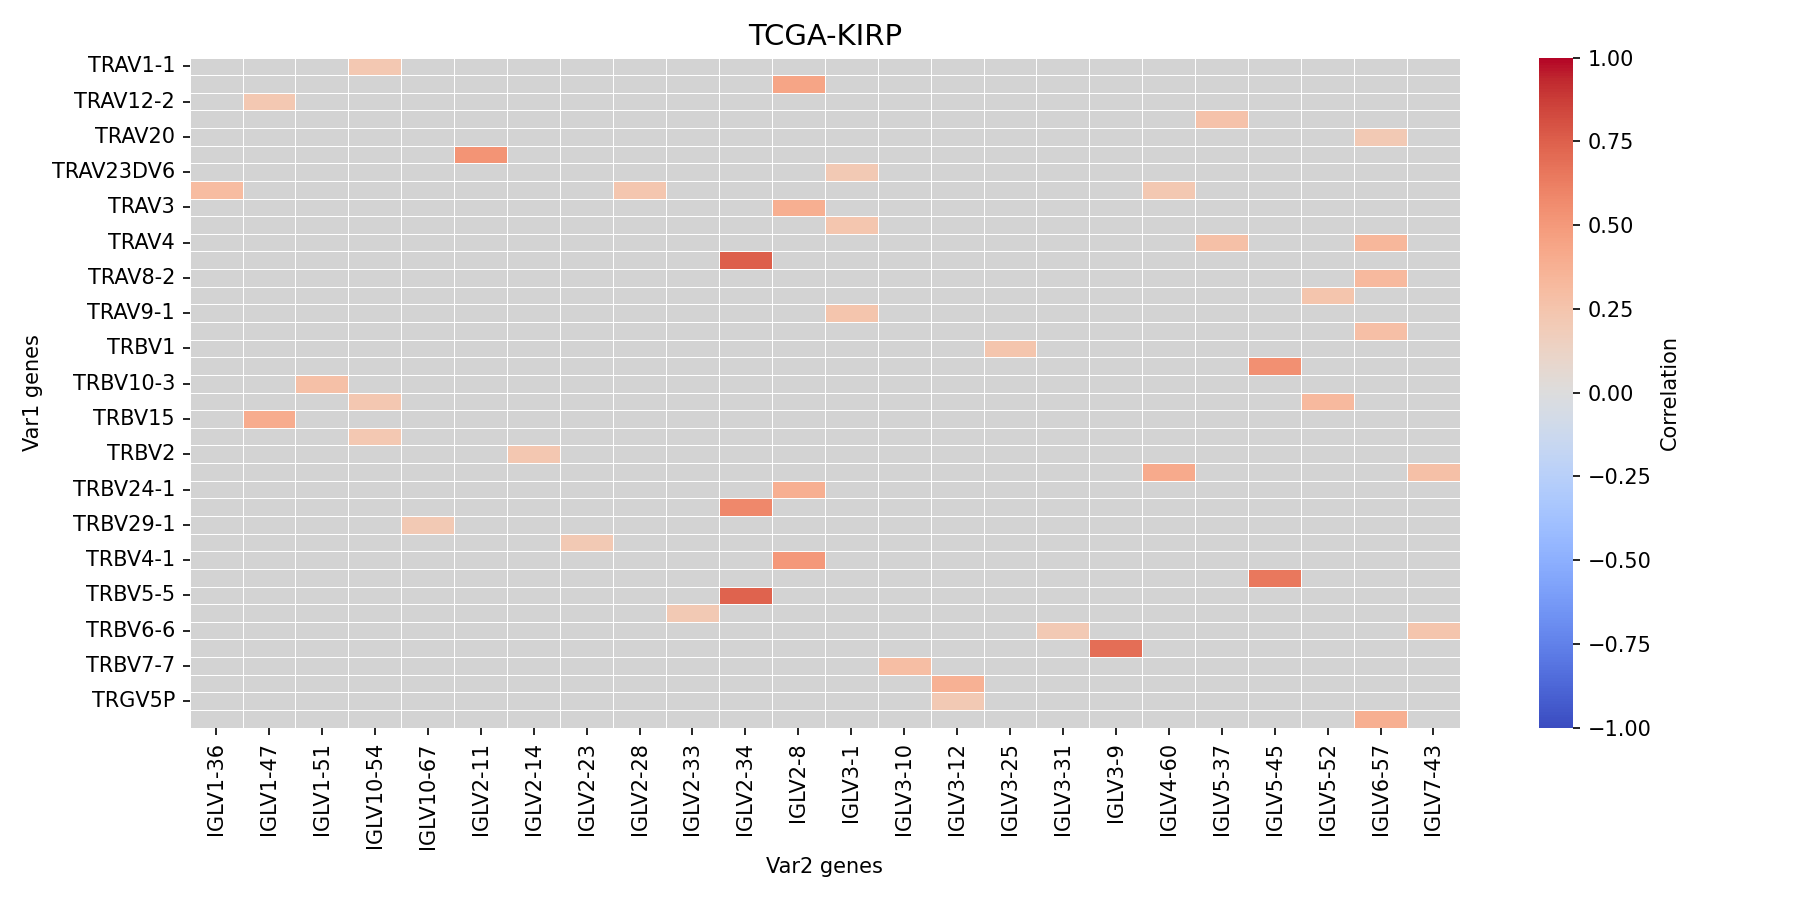 TCGA-KIRP
Var1 genes
TRAV1-1
TRAV12-2
TRAV20
TRAV23DV6
TRAV3
TRAV4
TRAV8-2
TRAV9-1
TRBV1
TRBV10-3
TRBV15
TRBV2
TRBV24-1
TRBV29-1
TRBV4-1
TRBV5-5
TRBV6-6
TRBV7-7
TRGV5P
IGLV1-36
IGLV1-47
IGLV1-51
IGLV10-54
IGLV10-67
IGLV2-11
IGLV2-14
IGLV2-23
IGLV2-28
IGLV2-33
IGLV2-34
IGLV2-8
IGLV3-1
IGLV3-10
IGLV3-12
IGLV3-25
IGLV3-31
IGLV3-9
IGLV4-60
IGLV5-37
IGLV5-45
IGLV5-52
IGLV6-57
IGLV7-43
Var2 genes
1.00
0.75
0.50
0.25
0.00
−0.25
−0.50
−0.75
−1.00
Correlation